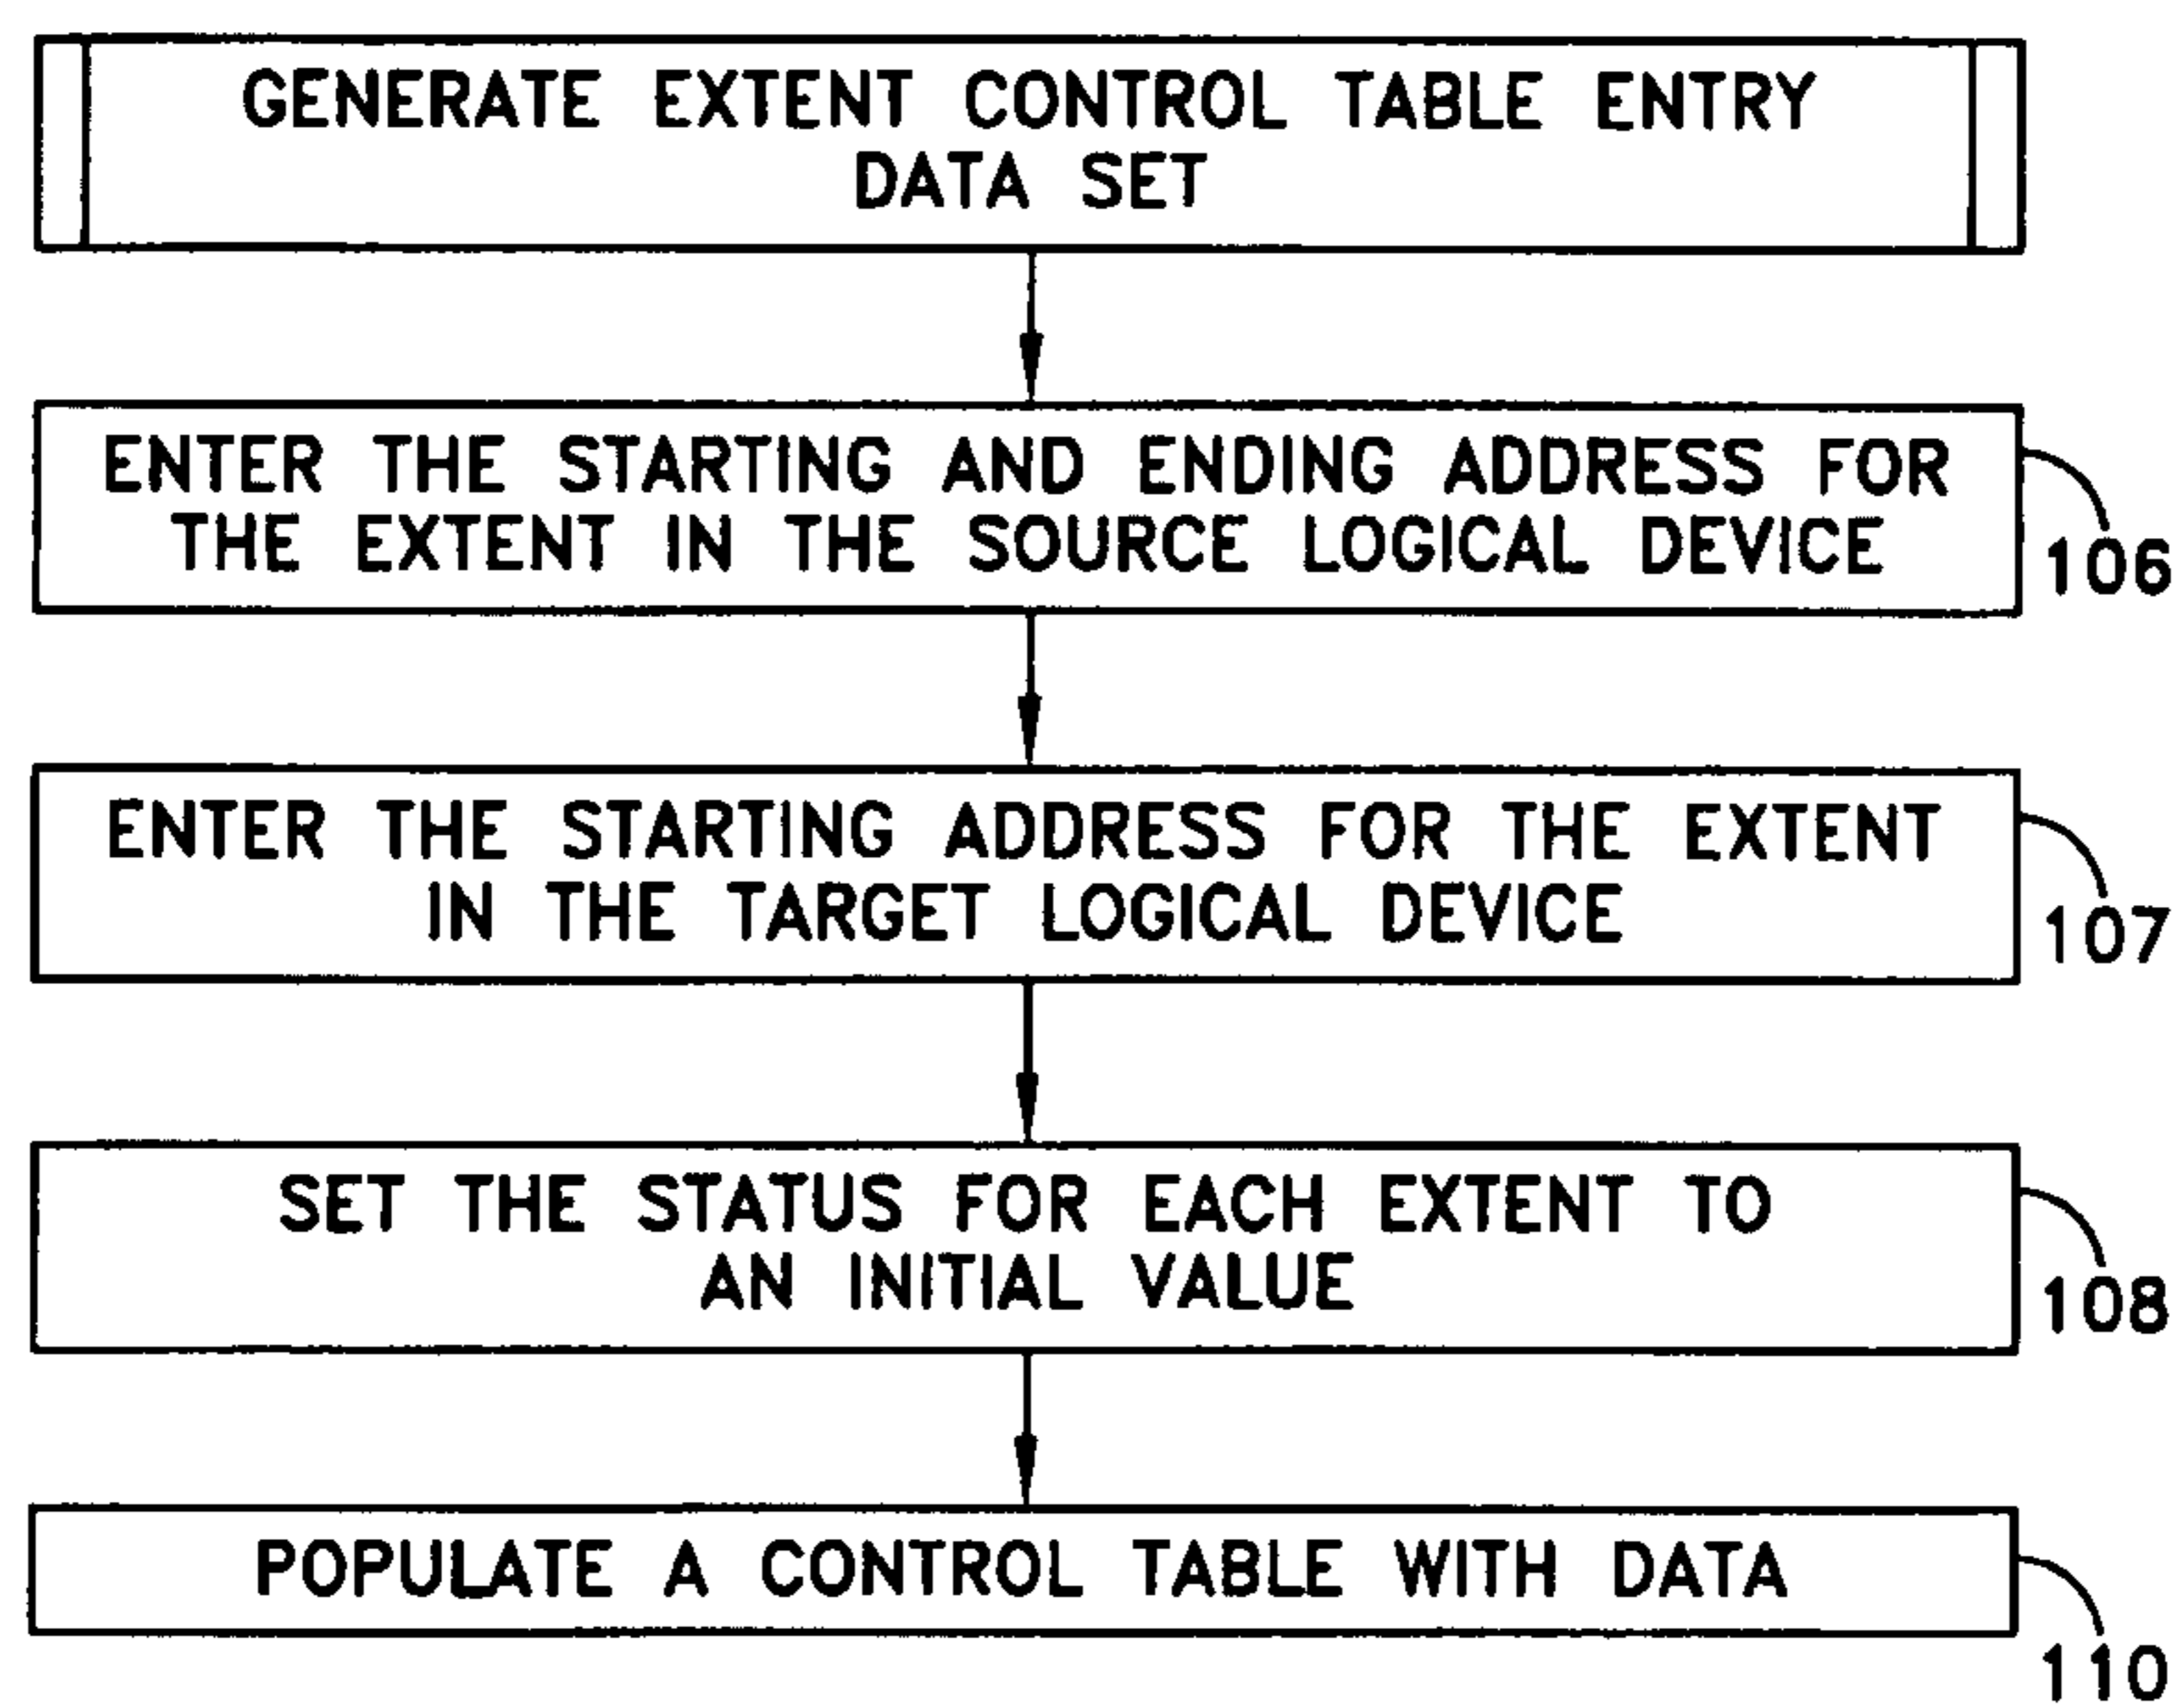 GENERATE EXTENT CONTROL TABLE ENTRY
DATA SET
ENTER THE STARTING AND ENDING ADDRESS FOR
THE EXTENT IN THE SOURCE LOGICAL DEVICE
106
ENTER THE STARTING ADDRESS FOR THE EXTENT
IN THE TARGET LOGICAL DEVICE
107
SET THE STATUS FOR EACH EXTENT TO
AN INITIAL VALUE
108
POPULATE A CONTROL TABLE WITH DATA
110